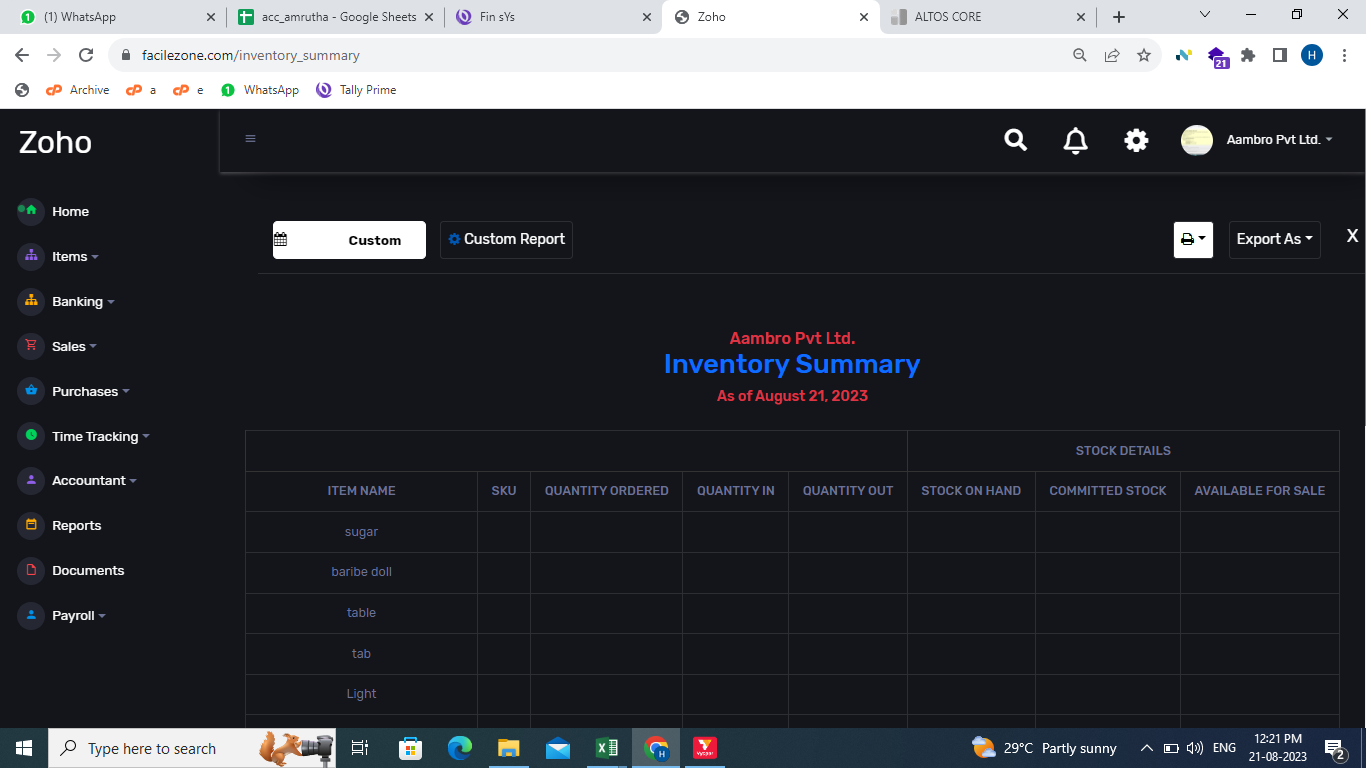 (1) WhatsApp
acc_amrutha - Google Sheets
Fin sYs
Zoho
ALTOS CORE
facilezone.com/inventory_summary
21
H
Archive
a
e
WhatsApp
Tally Prime
Zoho
Aambro Pvt Ltd.
Home
Items
Banking
Sales
Purchases
Time Tracking
Accountant
Reports
Documents
Payroll
Custom
Custom Report
Export As
X
Aambro Pvt Ltd.
Inventory Summary
As of August 21, 2023
STOCK DETAILS
ITEM NAME SKU QUANTITY ORDERED QUANTITY IN QUANTITY OUT STOCK ON HAND COMMITTED STOCK AVAILABLE FOR SALE
sugar
baribe doll
table
tab
Light
Type here to search
29°C Partly sunny
ENG
12:21 PM
21-08-2023
2